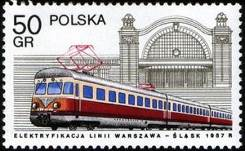 50 POLSKA
GR
ELEKTRYFIKACJA LINII WARSZAWA – ŚLĄSK 1957 R